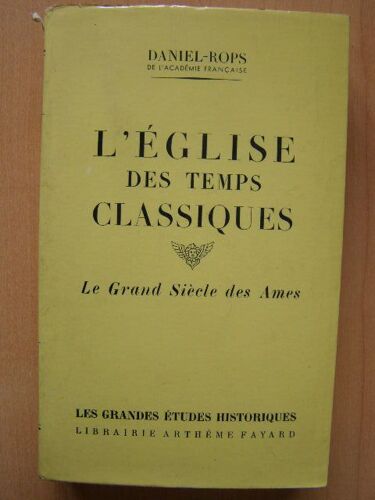 DANIEL-ROPS
DE L'ACADÉMIE FRANÇAISE
L'ÉGLISE
DES TEMPS
CLASSIQUES
Le Grand Siècle des Ames
LES GRANDES ÉTUDES HISTORIQUES
LIBRAIRIE ARTHÈME FAYARD